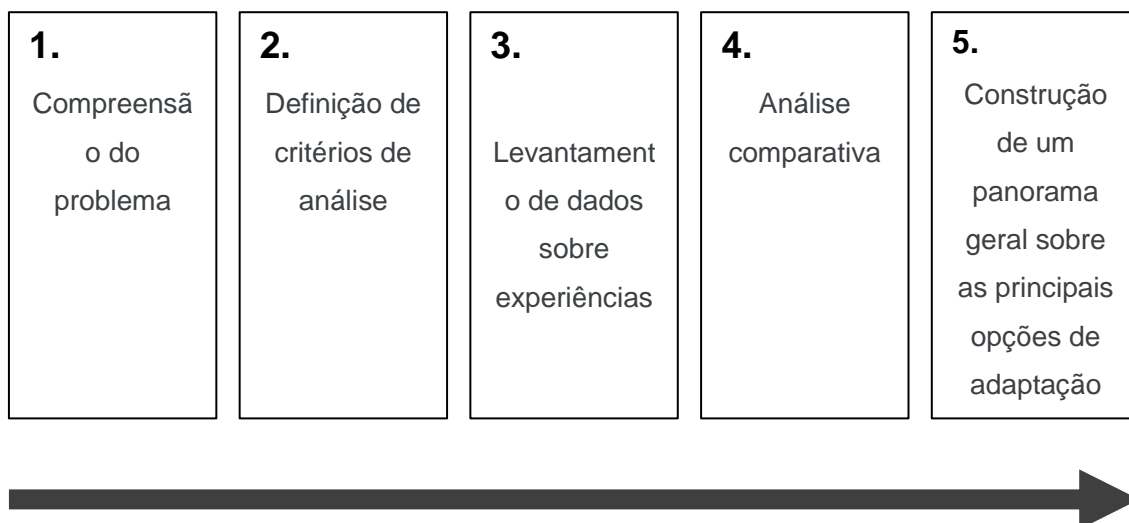 1.
Compreensã
o do
problema
2.
Definição de
critérios de
análise
3.
Levantament
o de dados
sobre
experiências
4.
Análise
comparativa
5.
Construção
de um
panorama
geral sobre
as principais
opções de
adaptação